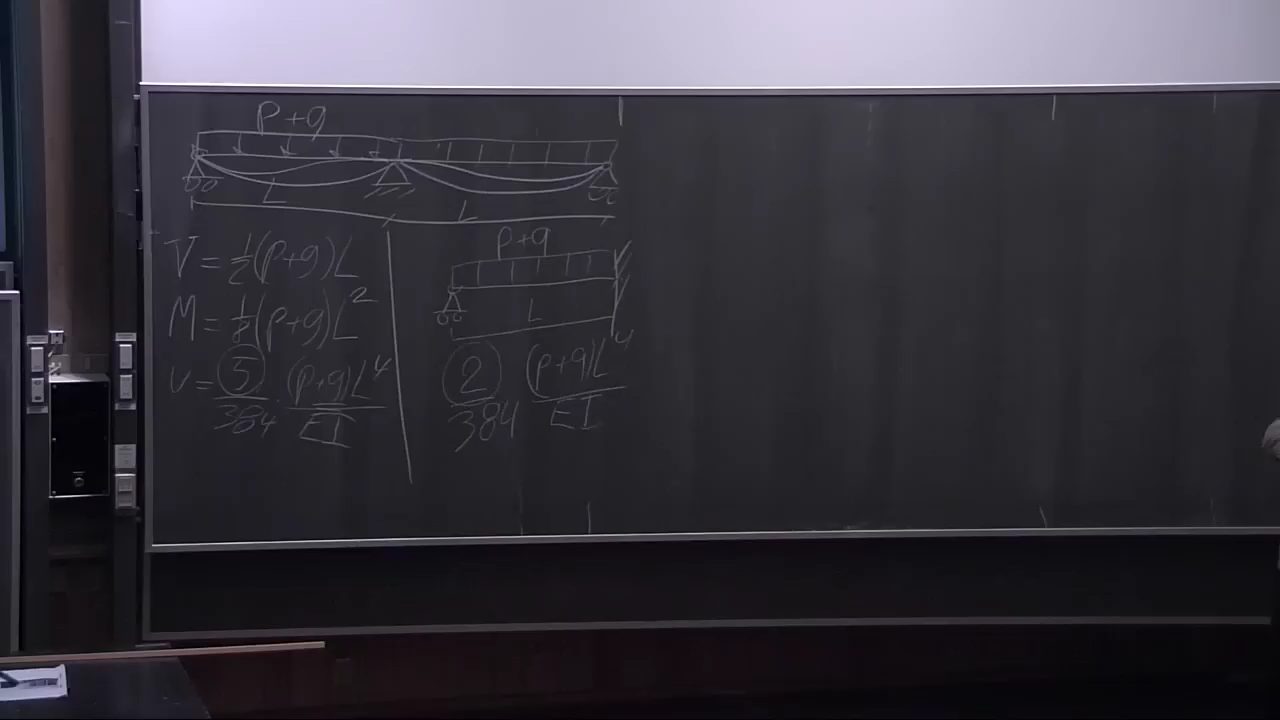 P+g
L
L
V = 1/2 (p+g) L
M = 1/8 (p+g) L²
v = 5/384 · (p+g)L⁴/EI
p+g
L
2/384 (p+g)L⁴/EI